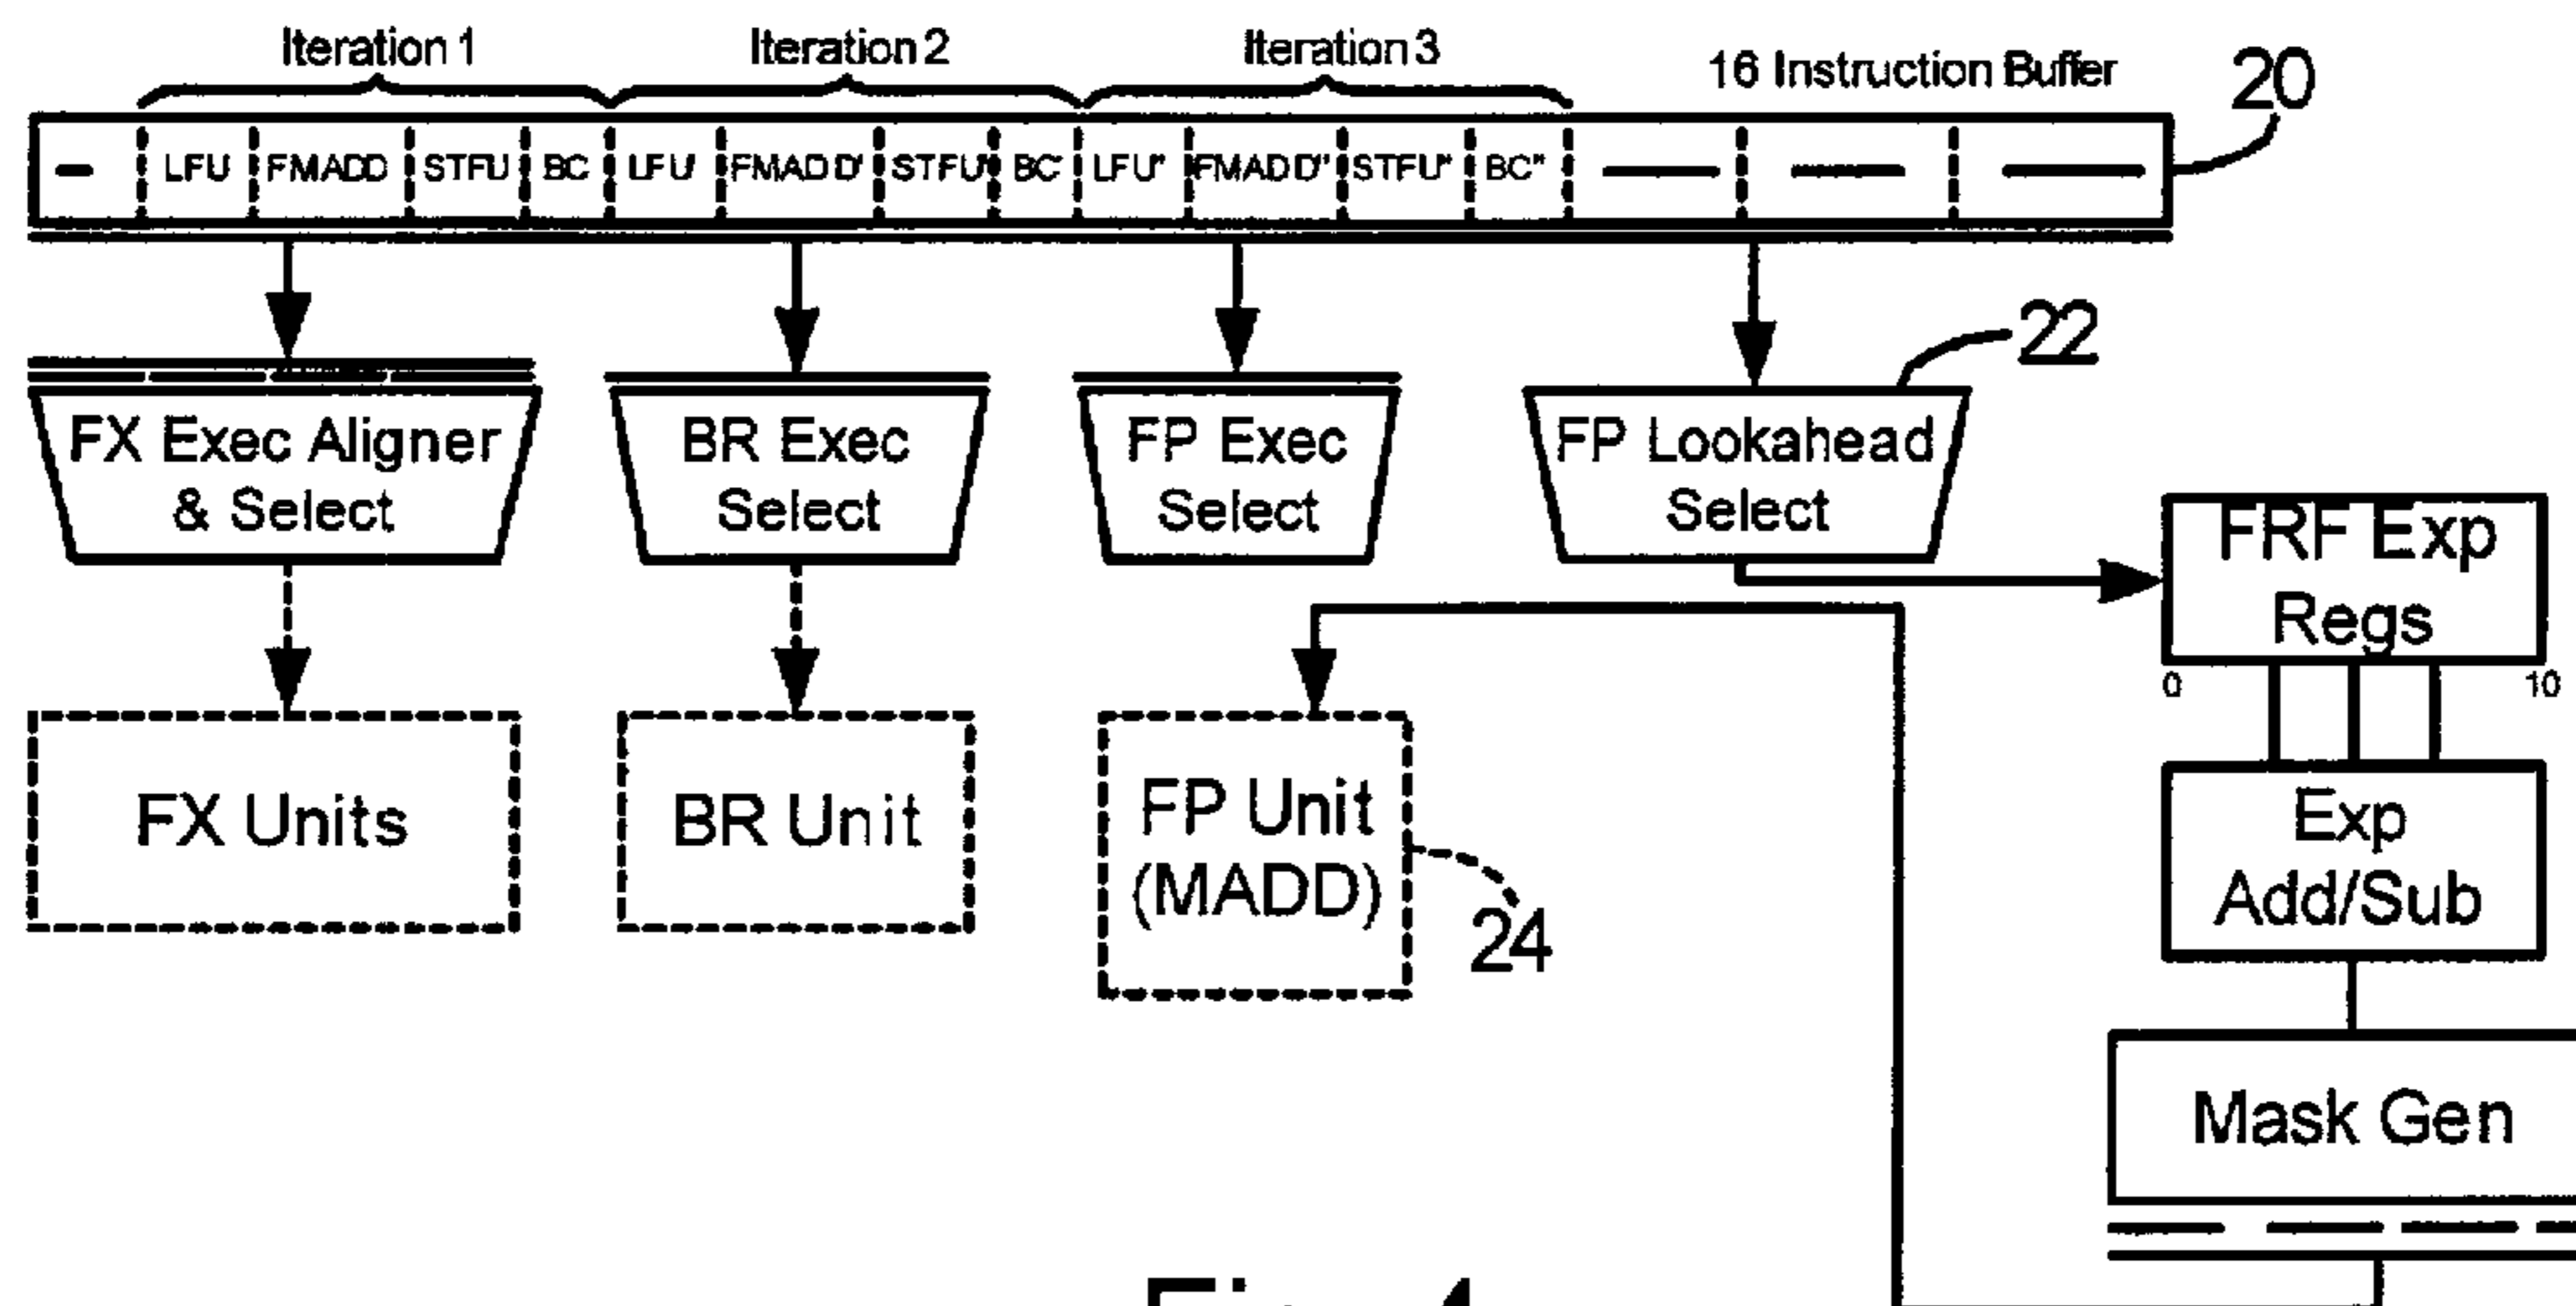 Iteration 1 Iteration 2 Iteration 3 16 Instruction Buffer 20
- LFU FMADD STFU BC LFU' FMADD' STFU' BC' LFU" FMADD" STFU" BC"
22
FX Exec Aligner
& Select
BR Exec
Select
FP Exec
Select
FP Lookahead
Select
FRF Exp
Regs
0 10
FX Units
BR Unit
FP Unit
(MADD)
24
Exp
Add/Sub
Mask Gen